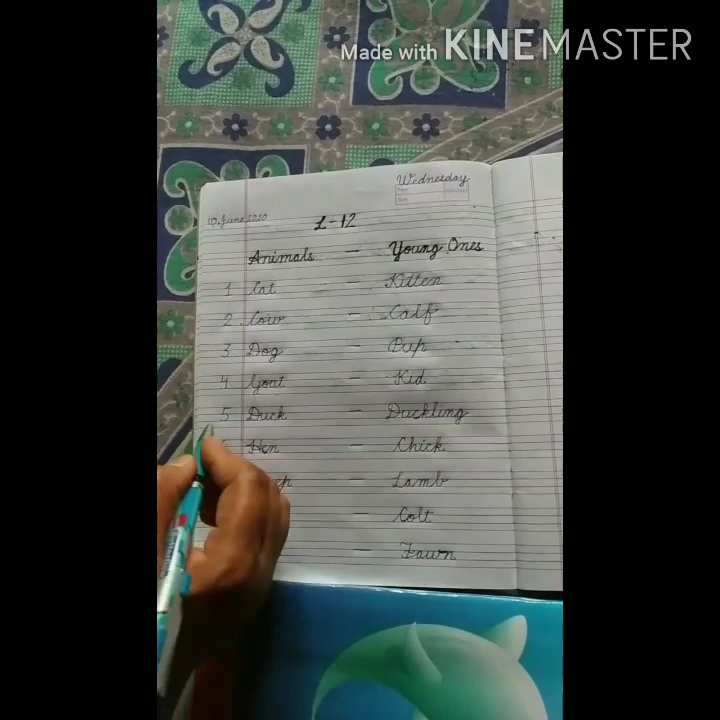 Made with KINEMASTER
Wednesday
10, June 2020
L-12
Animals - Young Ones
1 Cat - Kitten
2 Cow - Calf
3 Dog - Pup
4 Goat - Kid
5 Duck - Duckling
Hen - Chick
- Lamb
Colt
- Fawn